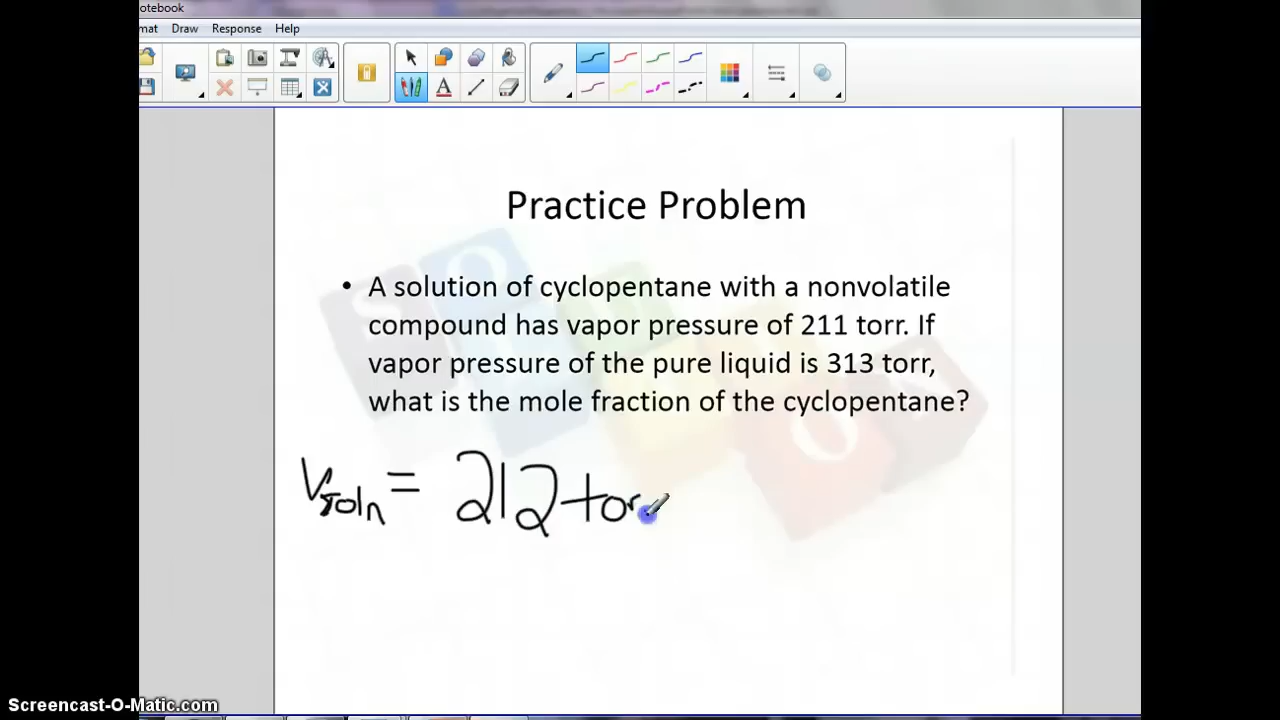 otebook
mat Draw Response Help
Practice Problem
• A solution of cyclopentane with a nonvolatile
compound has vapor pressure of 211 torr. If
vapor pressure of the pure liquid is 313 torr,
what is the mole fraction of the cyclopentane?
Vsoln = 212 tor
Screencast-O-Matic.com